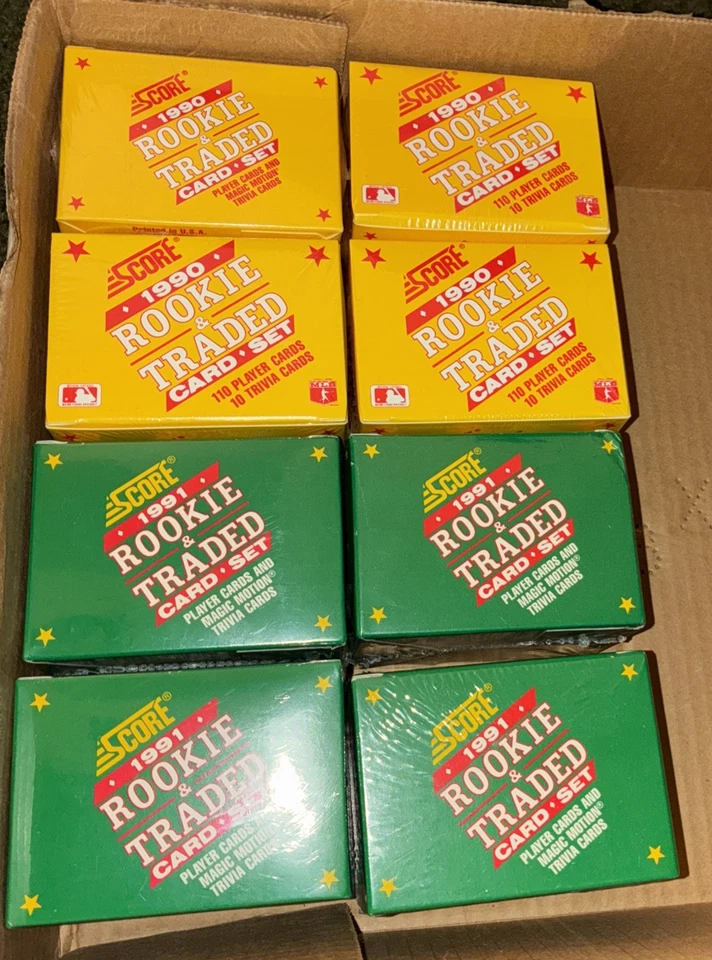 SCORE®
1990
ROOKIE
&
TRADED
CARD • SET
PLAYER CARDS AND
MAGIC MOTION®
TRIVIA CARDS
Printed in U.S.A.
SCORE®
1990
ROOKIE
&
TRADED
CARD • SET
110 PLAYER CARDS
10 TRIVIA CARDS
SCORE®
1990
ROOKIE
&
TRADED
CARD • SET
110 PLAYER CARDS
10 TRIVIA CARDS
SCORE®
1990
ROOKIE
&
TRADED
CARD • SET
110 PLAYER CARDS
10 TRIVIA CARDS
SCORE®
1991
ROOKIE
&
TRADED
CARD • SET
PLAYER CARDS AND
MAGIC MOTION®
TRIVIA CARDS
SCORE®
1991
ROOKIE
&
TRADED
CARD • SET
PLAYER CARDS AND
MAGIC MOTION®
TRIVIA CARDS
SCORE®
1991
ROOKIE
&
TRADED
CARD • SET
PLAYER CARDS AND
MAGIC MOTION®
TRIVIA CARDS
SCORE®
1991
ROOKIE
&
TRADED
CARD • SET
PLAYER CARDS AND
MAGIC MOTION®
TRIVIA CARDS